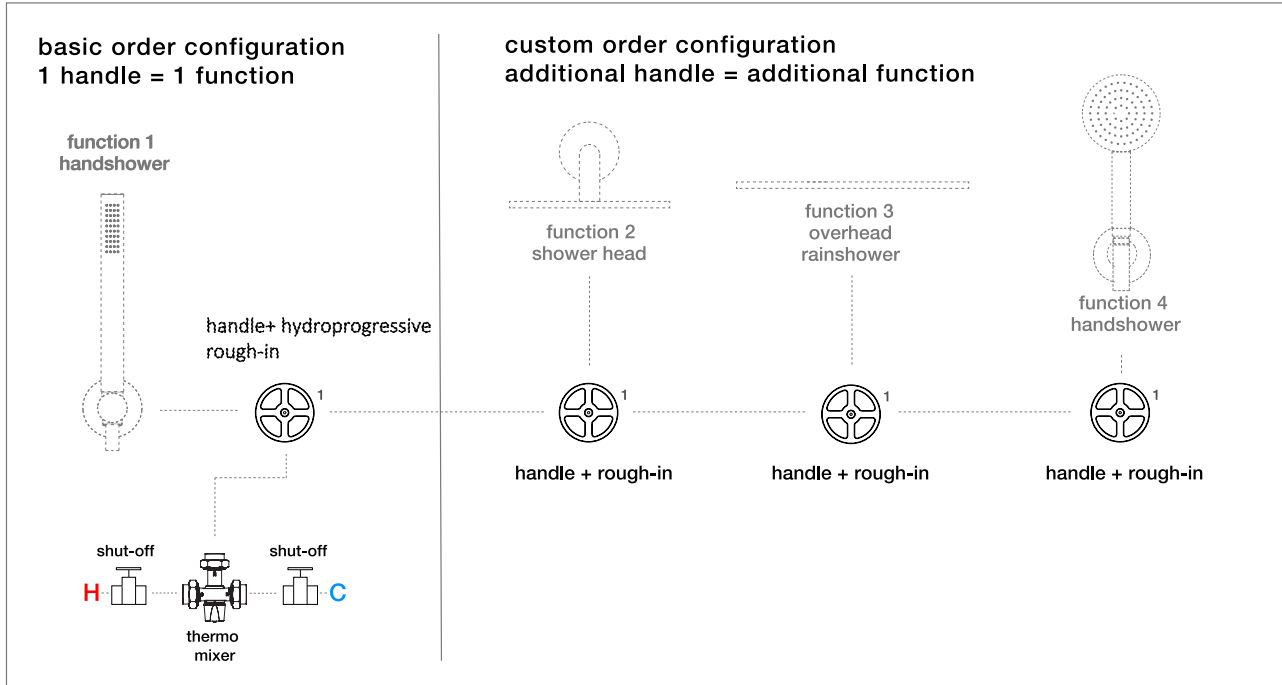 basic order configuration
1 handle = 1 function
function 1
handshower
handle+ hydroprogressive
rough-in
1
shut-off
shut-off
H
C
thermo
mixer
custom order configuration
additional handle = additional function
function 2
shower head
function 3
overhead
rainshower
function 4
handshower
1
1
1
handle + rough-in
handle + rough-in
handle + rough-in